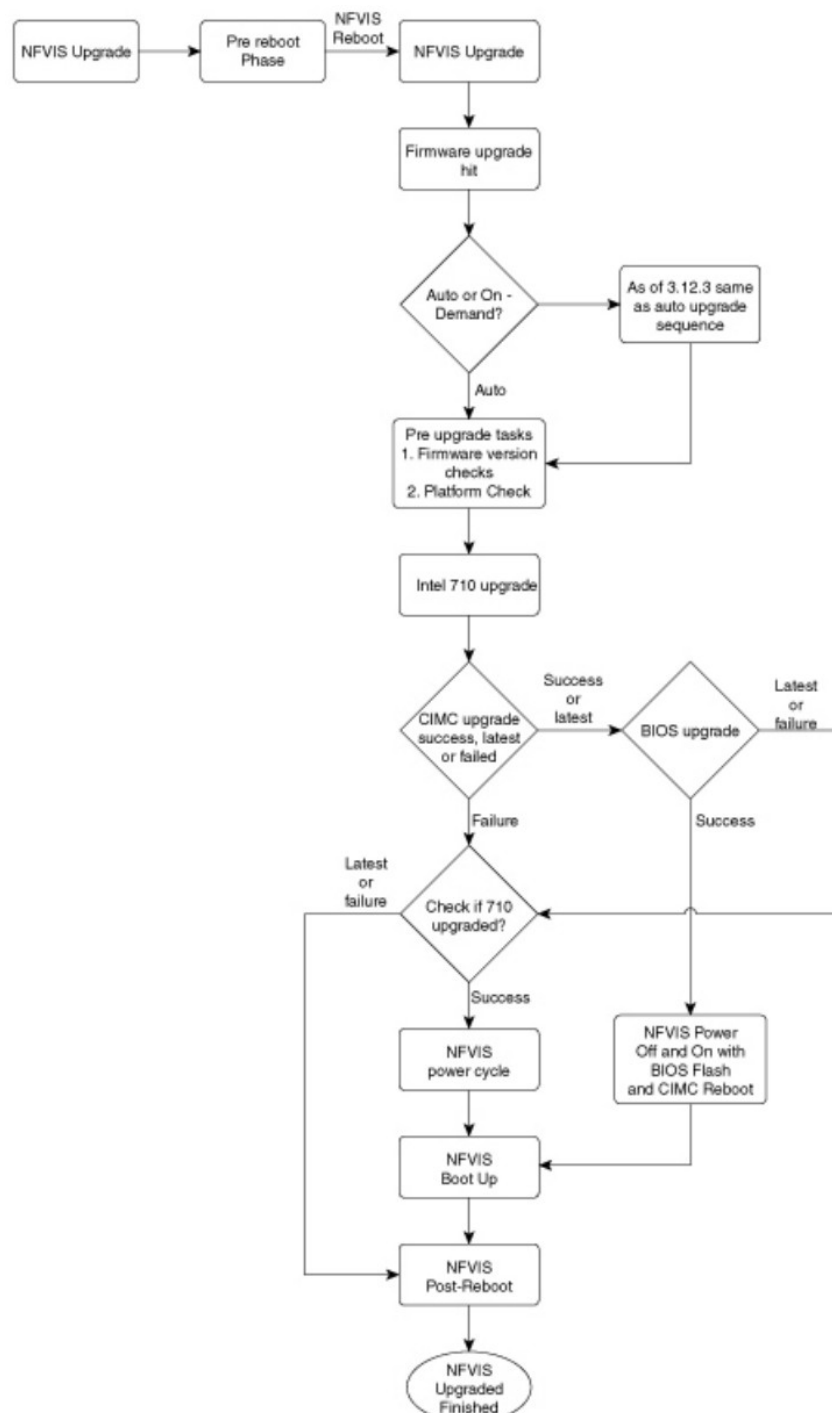 NFVIS Upgrade
Pre reboot
Phase
NFVIS
Reboot
NFVIS Upgrade
Firmware upgrade
hit
Auto or On -
Demand?
As of 3.12.3 same
as auto upgrade
sequence
Auto
Pre upgrade tasks
1. Firmware version
checks
2. Platform Check
Intel 710 upgrade
CIMC upgrade
success, latest
or failed
Success
or
latest
BIOS upgrade
Latest
or
failure
Failure
Success
Latest
or
failure
Check if 710
upgraded?
Success
NFVIS
power cycle
NFVIS Power
Off and On with
BIOS Flash
and CIMC Reboot
NFVIS
Boot Up
NFVIS
Post-Reboot
NFVIS
Upgraded
Finished